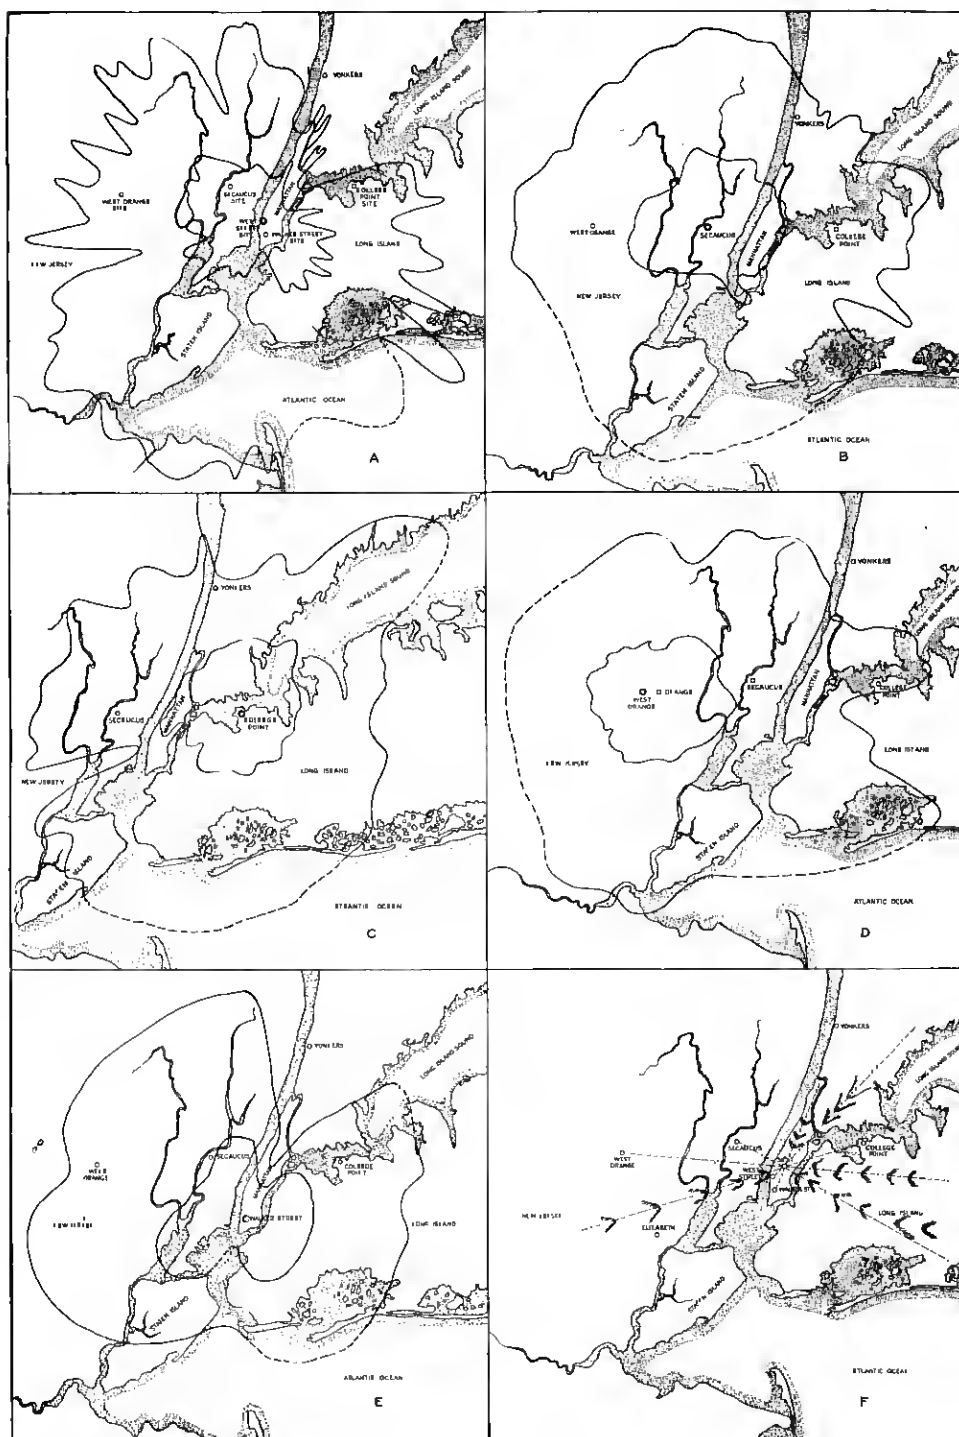 YONKERS
LONG ISLAND SOUND
WEST ORANGE
SITE
SECAUCUS
SITE
MANHATTAN
COLLEGE
POINT
SITE
WEST
STREET
SITE
WALKER STREET
SITE
LONG ISLAND
NEW JERSEY
STATEN ISLAND
ATLANTIC OCEAN
A
YONKERS
LONG ISLAND SOUND
WEST ORANGE
SECAUCUS
MANHATTAN
COLLEGE
POINT
NEW JERSEY
LONG ISLAND
STATEN ISLAND
ATLANTIC OCEAN
B
YONKERS
LONG ISLAND SOUND
SECAUCUS
MANHATTAN
COLLEGE
POINT
NEW JERSEY
LONG ISLAND
STATEN ISLAND
ATLANTIC OCEAN
C
YONKERS
LONG ISLAND SOUND
WEST
ORANGE
ORANGE
SECAUCUS
MANHATTAN
COLLEGE
POINT
NEW JERSEY
LONG ISLAND
STATEN ISLAND
ATLANTIC OCEAN
D
YONKERS
LONG ISLAND SOUND
WEST
ORANGE
SECAUCUS
COLLEGE
POINT
WALKER STREET
NEW JERSEY
LONG ISLAND
STATEN ISLAND
ATLANTIC OCEAN
E
YONKERS
LONG ISLAND SOUND
WEST
ORANGE
SECAUCUS
COLLEGE
POINT
WEST
STREET
WALKER ST
NEW JERSEY
ELIZABETH
LONG ISLAND
STATEN ISLAND
ATLANTIC OCEAN
F